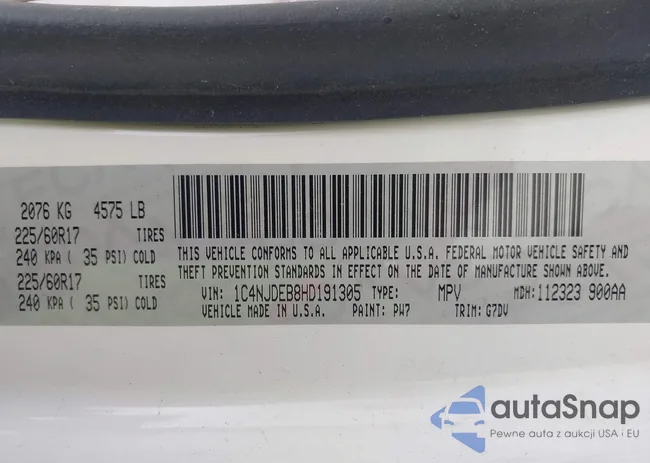 2076 KG 4575 LB
225/60R17 TIRES
240 KPA ( 35 PSI) COLD
225/60R17 TIRES
240 KPA ( 35 PSI) COLD
THIS VEHICLE CONFORMS TO ALL APPLICABLE U.S.A. FEDERAL MOTOR VEHICLE SAFETY AND
THEFT PREVENTION STANDARDS IN EFFECT ON THE DATE OF MANUFACTURE SHOWN ABOVE.
VIN: 1C4NJDEB8HD191305 TYPE: MPV MDH: 112323 900AA
VEHICLE MADE IN U.S.A. PAINT: PW7 TRIM: G7DV
autoSnap
Pewne auta z aukcji USA i EU